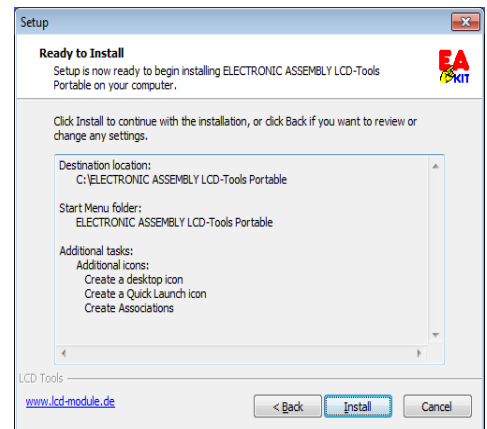 Setup
Ready to Install
Setup is now ready to begin installing ELECTRONIC ASSEMBLY LCD-Tools
Portable on your computer.
EA
KIT
Click Install to continue with the installation, or click Back if you want to review or
change any settings.
Destination location:
C:\ELECTRONIC ASSEMBLY LCD-Tools Portable
Start Menu folder:
ELECTRONIC ASSEMBLY LCD-Tools Portable
Additional tasks:
Additional icons:
Create a desktop icon
Create a Quick Launch icon
Create Associations
LCD Tools
www.lcd-module.de
< Back
Install
Cancel